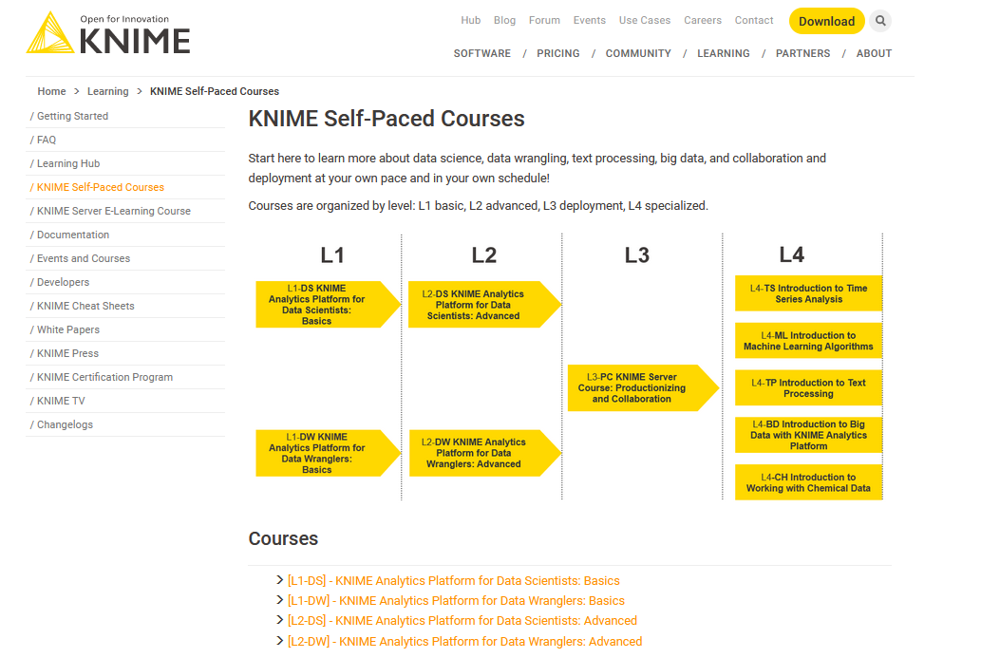 Open for Innovation
KNIME
Hub Blog Forum Events Use Cases Careers Contact Download
SOFTWARE / PRICING / COMMUNITY / LEARNING / PARTNERS / ABOUT
Home > Learning > KNIME Self-Paced Courses
/ Getting Started
/ FAQ
/ Learning Hub
/ KNIME Self-Paced Courses
/ KNIME Server E-Learning Course
/ Documentation
/ Events and Courses
/ Developers
/ KNIME Cheat Sheets
/ White Papers
/ KNIME Press
/ KNIME Certification Program
/ KNIME TV
/ Changelogs
KNIME Self-Paced Courses
Start here to learn more about data science, data wrangling, text processing, big data, and collaboration and
deployment at your own pace and in your own schedule!
Courses are organized by level: L1 basic, L2 advanced, L3 deployment, L4 specialized.
L1
L2
L3
L4
L1-DS KNIME
Analytics Platform for
Data Scientists:
Basics
L2-DS KNIME Analytics
Platform for Data
Scientists: Advanced
L1-DW KNIME
Analytics Platform for
Data Wranglers:
Basics
L2-DW KNIME Analytics
Platform for Data
Wranglers: Advanced
L3-PC KNIME Server
Course: Productionizing
and Collaboration
L4-TS Introduction to Time
Series Analysis
L4-ML Introduction to
Machine Learning Algorithms
L4-TP Introduction to Text
Processing
L4-BD Introduction to Big
Data with KNIME Analytics
Platform
L4-CH Introduction to
Working with Chemical Data
Courses
> [L1-DS] - KNIME Analytics Platform for Data Scientists: Basics
> [L1-DW] - KNIME Analytics Platform for Data Wranglers: Basics
> [L2-DS] - KNIME Analytics Platform for Data Scientists: Advanced
> [L2-DW] - KNIME Analytics Platform for Data Wranglers: Advanced